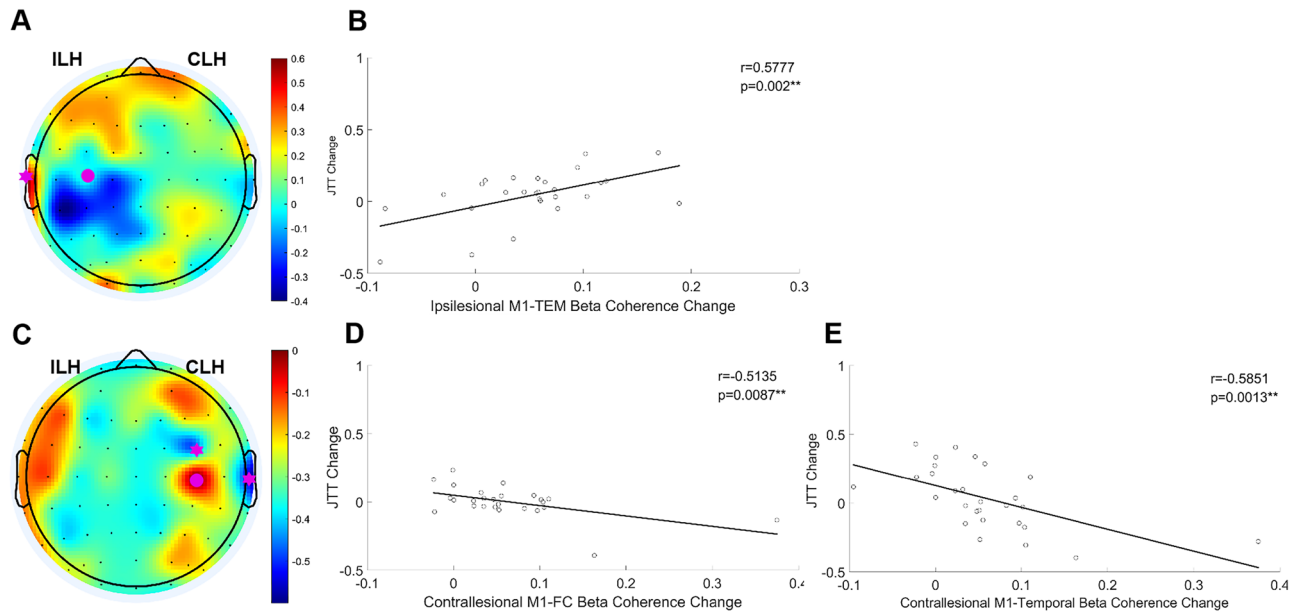 A
ILH CLH
0.6
0.5
0.4
0.3
0.2
0.1
0
-0.1
-0.2
-0.3
-0.4
B
r=0.5777
p=0.002**
JTT Change
1
0.5
0
-0.5
-0.1 0 0.1 0.2 0.3
Ipsilesional M1-TEM Beta Coherence Change
C
ILH CLH
0
-0.1
-0.2
-0.3
-0.4
-0.5
D
r=-0.5135
p=0.0087**
JTT Change
1
0.5
0
-0.5
-0.1 0 0.1 0.2 0.3 0.4
Contrallesional M1-FC Beta Coherence Change
E
r=-0.5851
p=0.0013**
JTT Change
1
0.5
0
-0.5
-0.1 0 0.1 0.2 0.3 0.4
Contrallesional M1-Temporal Beta Coherence Change